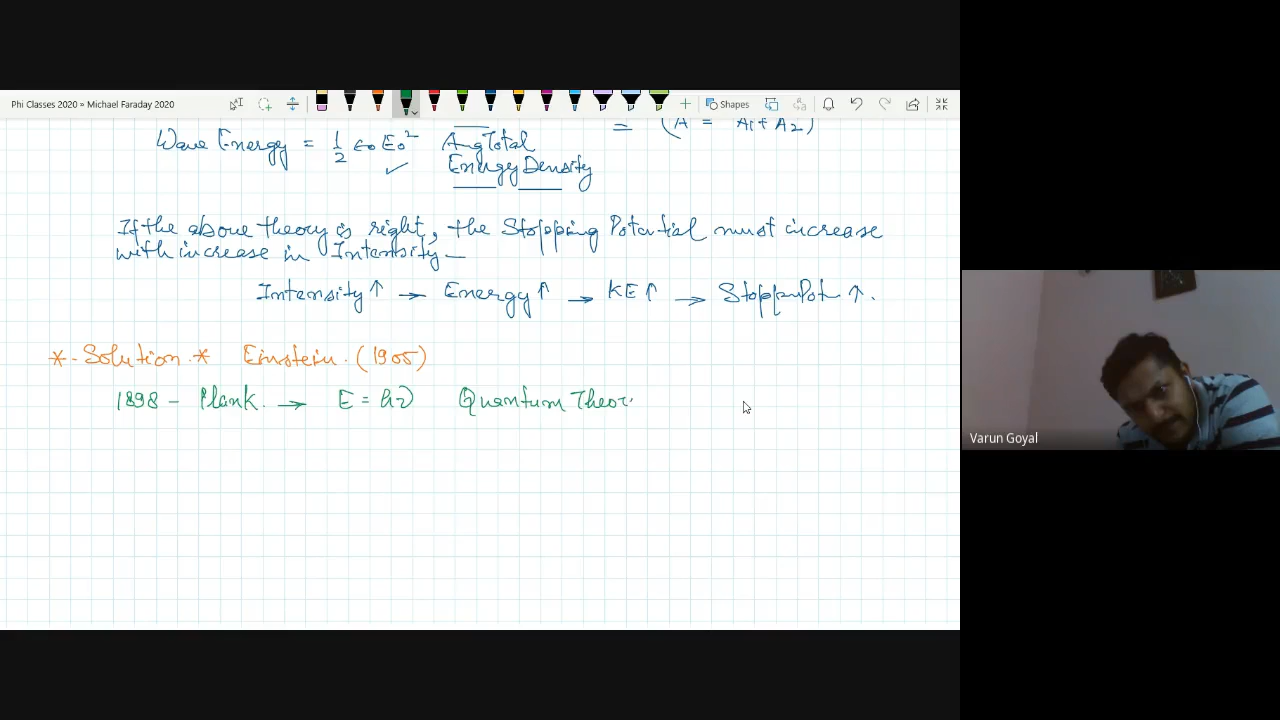 Phi Classes 2020 » Michael Faraday 2020
Shapes
= (A = A1 + A2)
Wave Energy = 1/2 ε0 E0² Avg Total
Energy Density
If the above theory is right, the Stopping Potential must increase
with increase in Intensity —
Intensity ↑ → Energy ↑ → KE ↑ → StoppPot ↑.
* Solution * Einstein. (1905)
1898 - Plank. → E = hν Quantum Theor
Varun Goyal